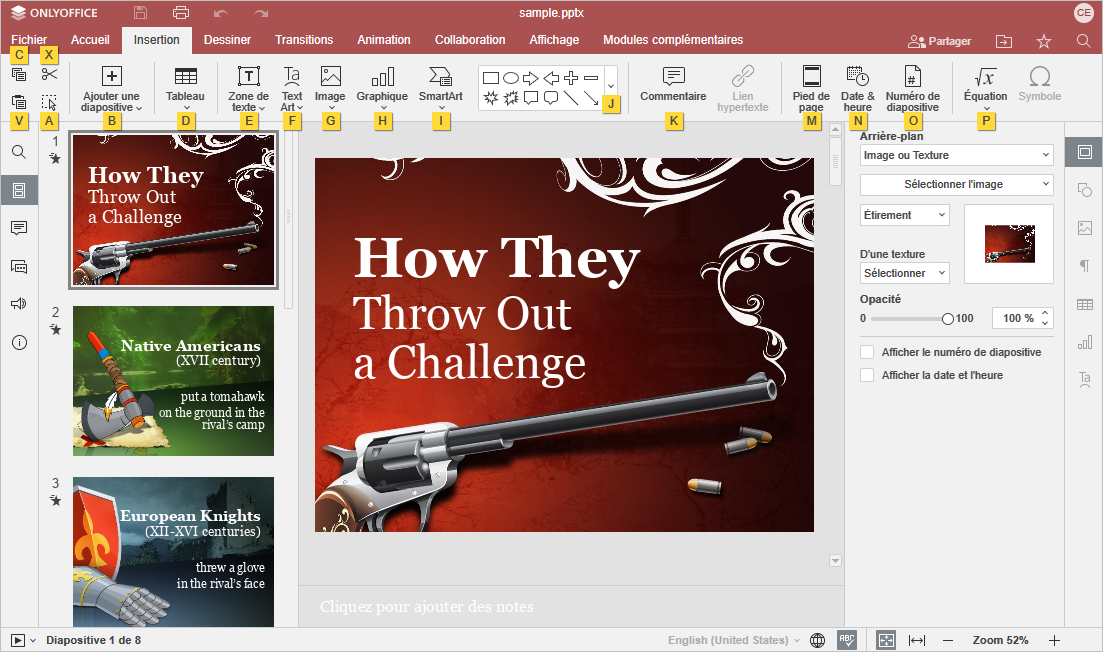 ONLYOFFICE
sample.pptx
CE
Fichier
Accueil
Insertion
Dessiner
Transitions
Animation
Collaboration
Affichage
Modules complémentaires
Partager
C
X
V
A
Ajouter une
diapositive
B
Tableau
D
Zone de
texte
E
Text
Art
F
Image
G
Graphique
H
SmartArt
I
J
Commentaire
K
Lien
hypertexte
Pied de
page
M
Date &
heure
N
Numéro de
diapositive
O
Équation
P
Symbole
1
How They
Throw Out
a Challenge
2
Native Americans
(XVII century)
put a tomahawk
on the ground in the
rival's camp
3
European Knights
(XII-XVI centuries)
threw a glove
in the rival's face
How They
Throw Out
a Challenge
Cliquez pour ajouter des notes
Arrière-plan
Image ou Texture
Sélectionner l'image
Étirement
D'une texture
Sélectionner
Opacité
0
100
100 %
Afficher le numéro de diapositive
Afficher la date et l'heure
Diapositive 1 de 8
English (United States)
ABC
Zoom 52%